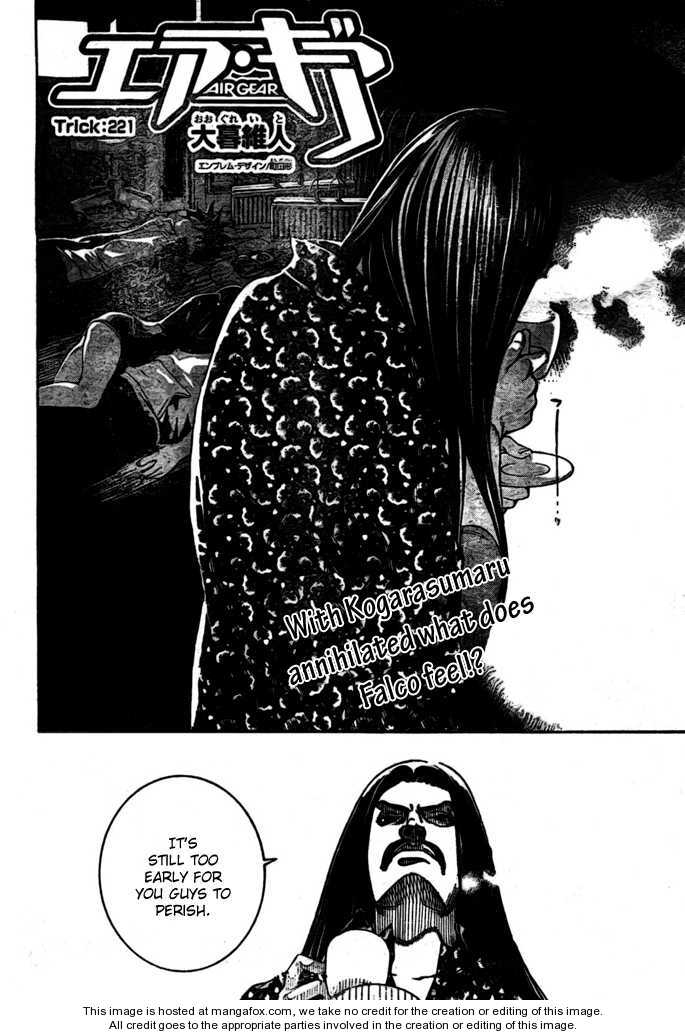 エア・ギア
AIR GEAR
Trick:221
おおぐれいと
大暮維人
エンブレム・デザイン/町田彩
With Kogarasumaru
annihilated what does
Falco feel!?
IT'S
STILL TOO
EARLY FOR
YOU GUYS TO
PERISH.
This image is hosted at mangafox.com, we take no credit for the creation or editing of this image.
All credit goes to the appropriate parties involved in the creation or editing of this image.